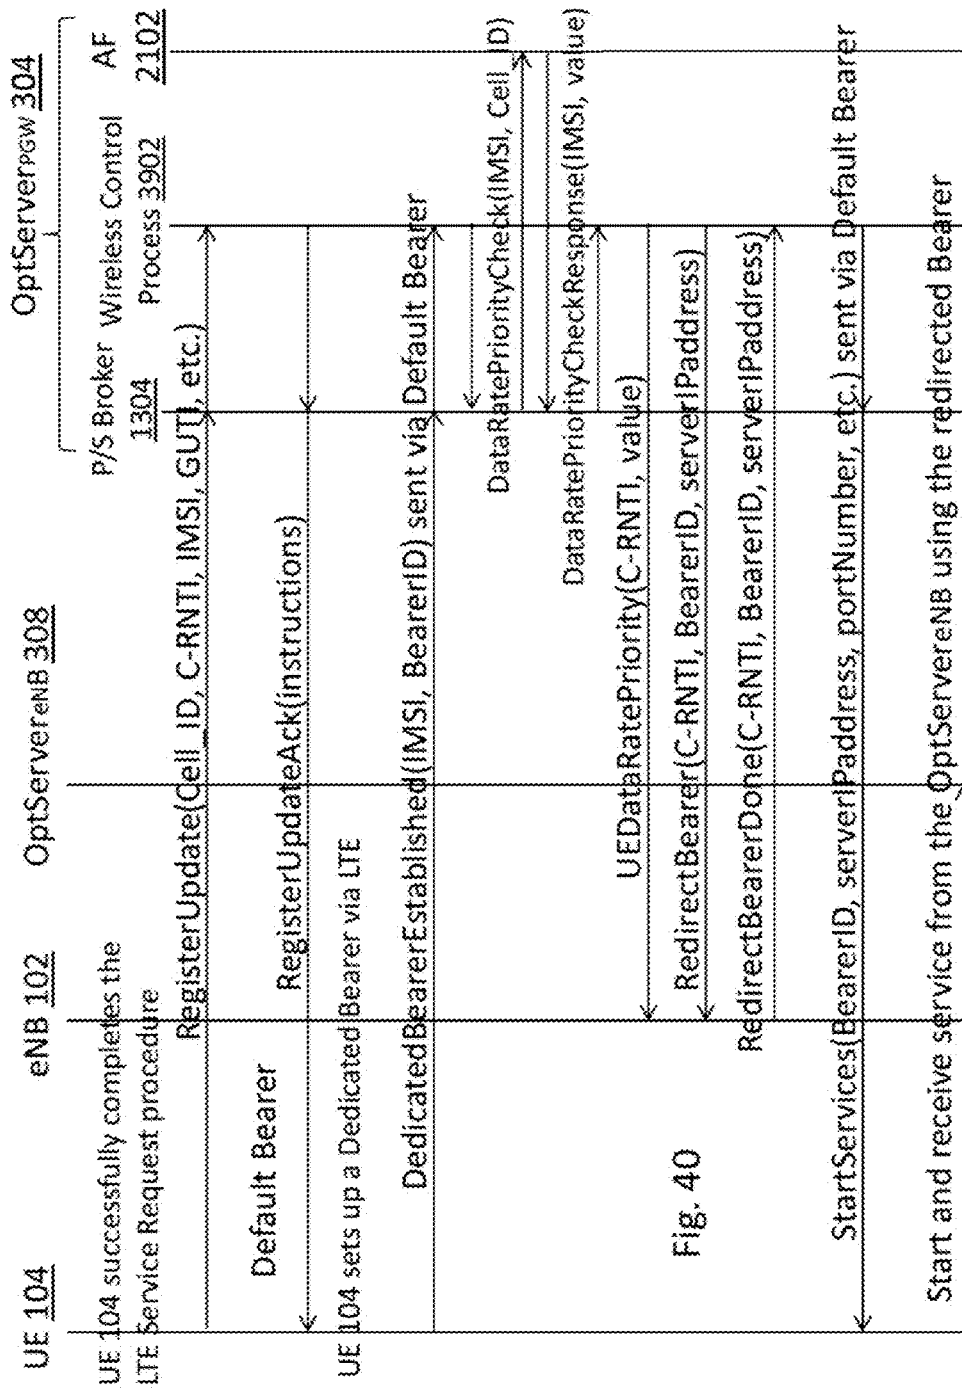 OptServerPGW 304
UE 104
eNB 102
OptServereNB 308
P/S Broker
1304
Wireless Control
Process 3902
AF
2102
UE 104 successfully completes the
LTE Service Request procedure
RegisterUpdate(Cell_ID, C-RNTI, IMSI, GUTI, etc.)
Default Bearer
RegisterUpdateAck(instructions)
UE 104 sets up a Dedicated Bearer via LTE
DedicatedBearerEstablished(IMSI, BearerID) sent via Default Bearer
DataRatePriorityCheck(IMSI, Cell_ID)
DataRatePriorityCheckResponse(IMSI, value)
UEDataRatePriority(C-RNTI, value)
RedirectBearer(C-RNTI, BearerID, serverIPaddress)
RedirectBearerDone(C-RNTI, BearerID, serverIPaddress)
StartServices(BearerID, serverIPaddress, portNumber, etc.) sent via Default Bearer
Start and receive service from the OptServereNB using the redirected Bearer
Fig. 40